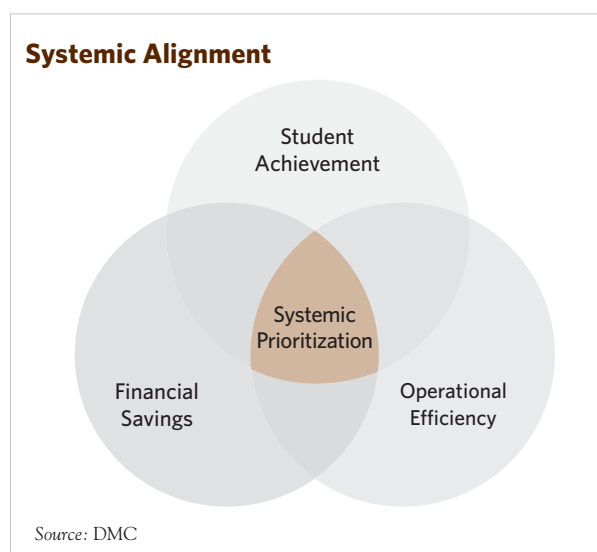 Systemic Alignment
Student
Achievement
Systemic
Prioritization
Financial
Savings
Operational
Efficiency
Source: DMC